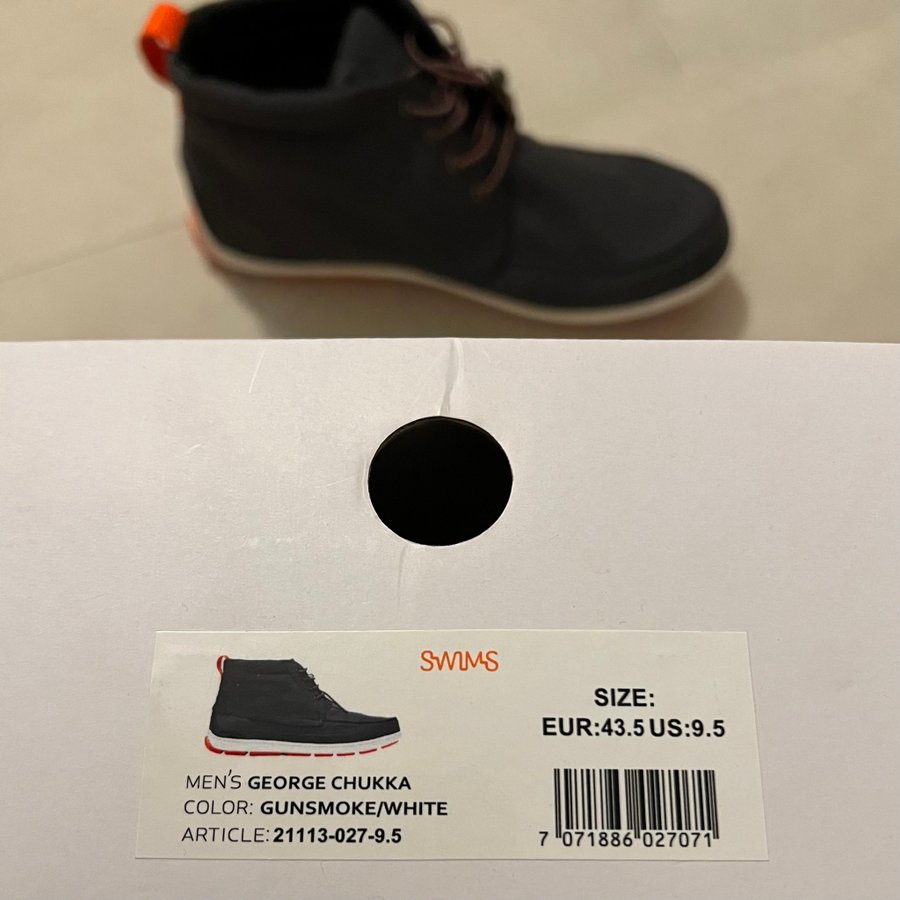 SWIMS
SIZE:
EUR:43.5 US:9.5
MEN'S GEORGE CHUKKA
COLOR: GUNSMOKE/WHITE
ARTICLE: 21113-027-9.5
7 071886 027071